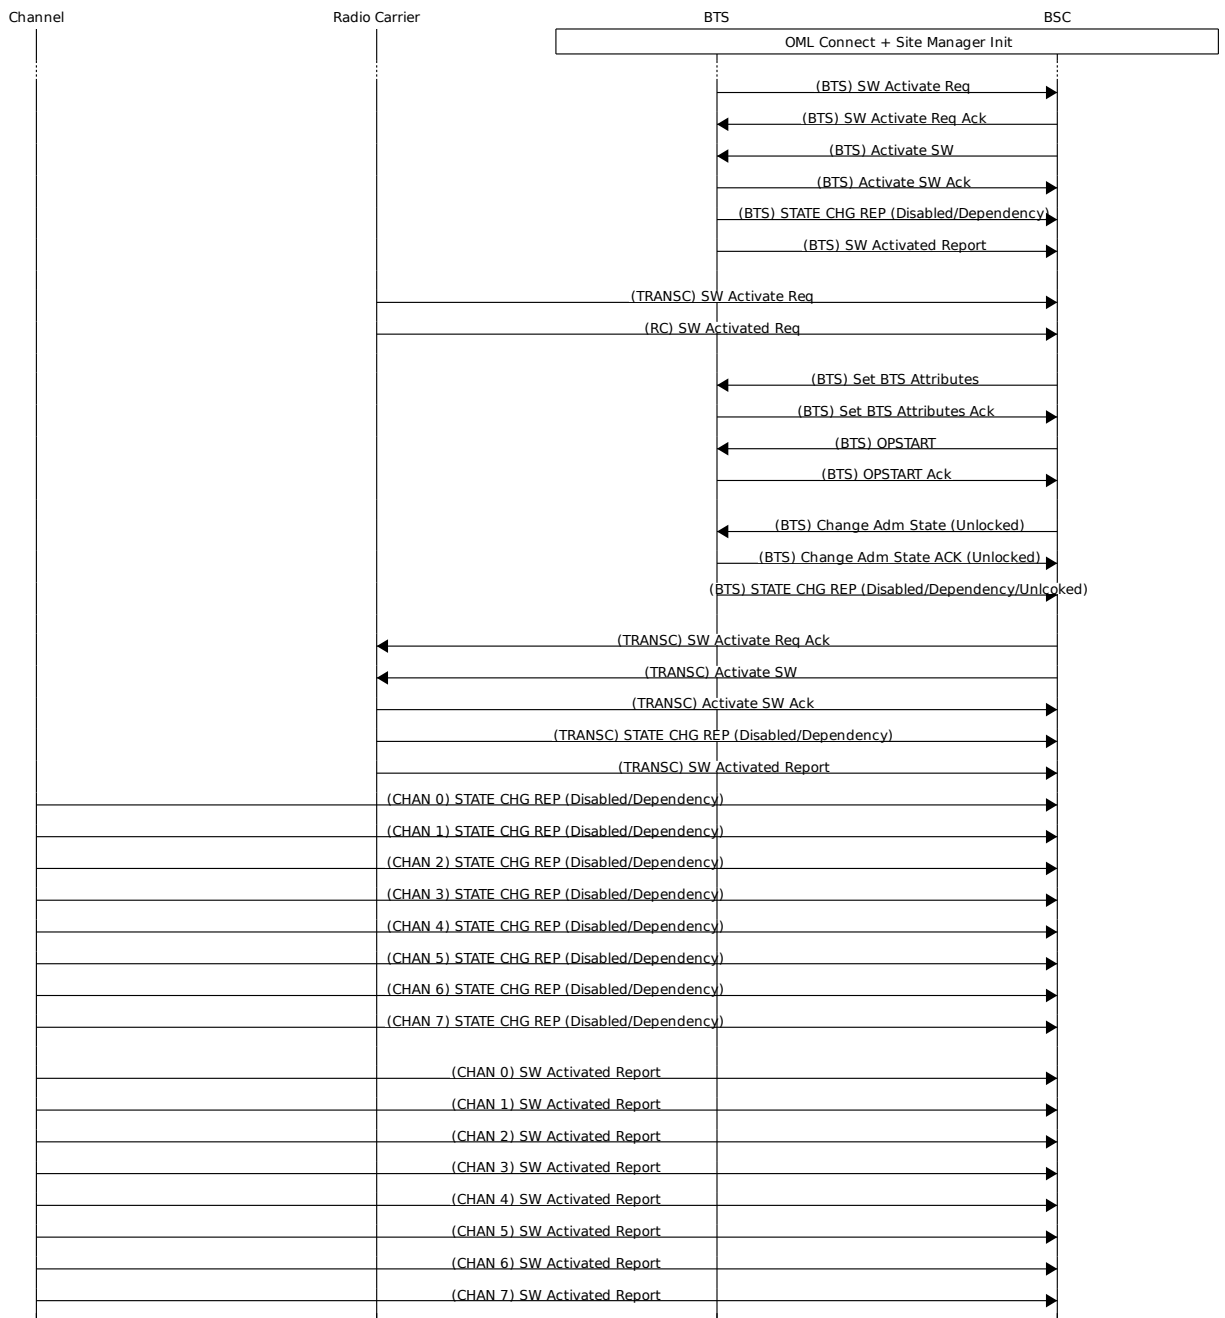 Channel
Radio Carrier
BTS
BSC
OML Connect + Site Manager Init
(BTS) SW Activate Req
(BTS) SW Activate Req Ack
(BTS) Activate SW
(BTS) Activate SW Ack
(BTS) STATE CHG REP (Disabled/Dependency)
(BTS) SW Activated Report
(TRANSC) SW Activate Req
(RC) SW Activated Req
(BTS) Set BTS Attributes
(BTS) Set BTS Attributes Ack
(BTS) OPSTART
(BTS) OPSTART Ack
(BTS) Change Adm State (Unlocked)
(BTS) Change Adm State ACK (Unlocked)
(BTS) STATE CHG REP (Disabled/Dependency/Unlcoked)
(TRANSC) SW Activate Req Ack
(TRANSC) Activate SW
(TRANSC) Activate SW Ack
(TRANSC) STATE CHG REP (Disabled/Dependency)
(TRANSC) SW Activated Report
(CHAN 0) STATE CHG REP (Disabled/Dependency)
(CHAN 1) STATE CHG REP (Disabled/Dependency)
(CHAN 2) STATE CHG REP (Disabled/Dependency)
(CHAN 3) STATE CHG REP (Disabled/Dependency)
(CHAN 4) STATE CHG REP (Disabled/Dependency)
(CHAN 5) STATE CHG REP (Disabled/Dependency)
(CHAN 6) STATE CHG REP (Disabled/Dependency)
(CHAN 7) STATE CHG REP (Disabled/Dependency)
(CHAN 0) SW Activated Report
(CHAN 1) SW Activated Report
(CHAN 2) SW Activated Report
(CHAN 3) SW Activated Report
(CHAN 4) SW Activated Report
(CHAN 5) SW Activated Report
(CHAN 6) SW Activated Report
(CHAN 7) SW Activated Report